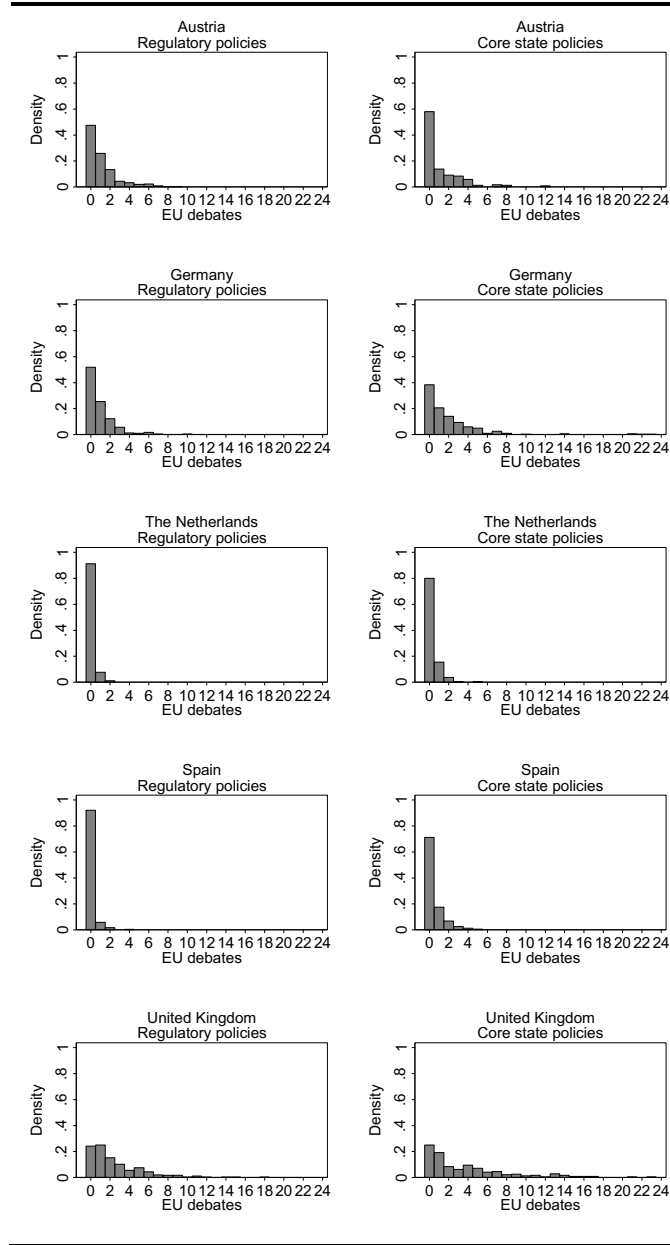 Austria
Regulatory policies
Density
0 .2 .4 .6 .8 1
0 2 4 6 8 10 12 14 16 18 20 22 24
EU debates
Austria
Core state policies
Density
0 .2 .4 .6 .8 1
0 2 4 6 8 10 12 14 16 18 20 22 24
EU debates
Germany
Regulatory policies
Density
0 .2 .4 .6 .8 1
0 2 4 6 8 10 12 14 16 18 20 22 24
EU debates
Germany
Core state policies
Density
0 .2 .4 .6 .8 1
0 2 4 6 8 10 12 14 16 18 20 22 24
EU debates
The Netherlands
Regulatory policies
Density
0 .2 .4 .6 .8 1
0 2 4 6 8 10 12 14 16 18 20 22 24
EU debates
The Netherlands
Core state policies
Density
0 .2 .4 .6 .8 1
0 2 4 6 8 10 12 14 16 18 20 22 24
EU debates
Spain
Regulatory policies
Density
0 .2 .4 .6 .8 1
0 2 4 6 8 10 12 14 16 18 20 22 24
EU debates
Spain
Core state policies
Density
0 .2 .4 .6 .8 1
0 2 4 6 8 10 12 14 16 18 20 22 24
EU debates
United Kingdom
Regulatory policies
Density
0 .2 .4 .6 .8 1
0 2 4 6 8 10 12 14 16 18 20 22 24
EU debates
United Kingdom
Core state policies
Density
0 .2 .4 .6 .8 1
0 2 4 6 8 10 12 14 16 18 20 22 24
EU debates